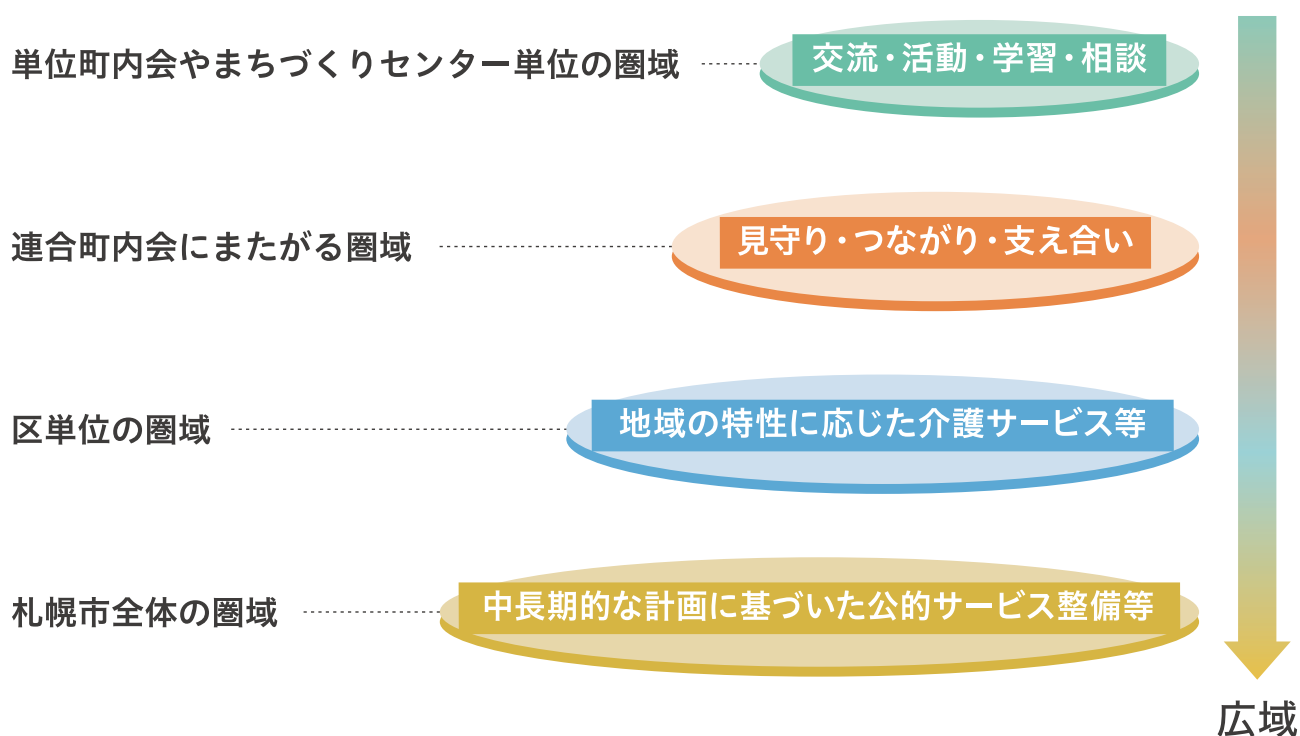 単位町内会やまちづくりセンター単位の圏域
交流・活動・学習・相談
連合町内会にまたがる圏域
見守り・つながり・支え合い
区単位の圏域
地域の特性に応じた介護サービス等
札幌市全体の圏域
中長期的な計画に基づいた公的サービス整備等
広域